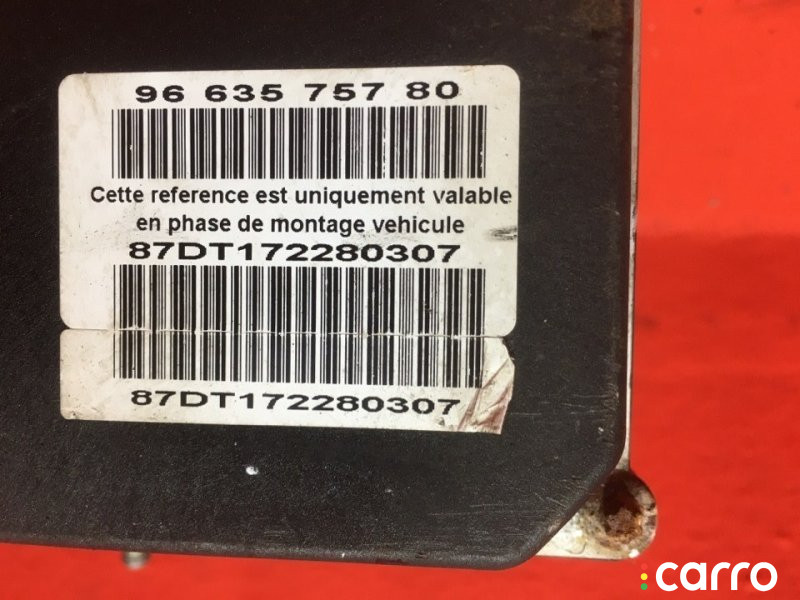 96 635 757 80
Cette reference est uniquement valable
en phase de montage vehicule
87DT172280307
87DT172280307
carro